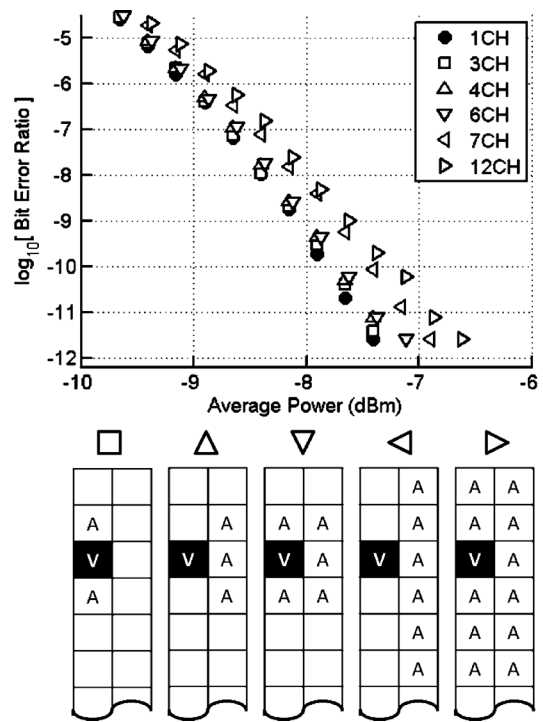 -5
-6
-7
-8
-9
-10
-11
-12
log10[ Bit Error Ratio ]
1CH
3CH
4CH
6CH
7CH
12CH
-10 -9 -8 -7 -6
Average Power (dBm)
A A A
A A A A A A A
V V A V A V A V A
A A A A A A A
A A A
A A A